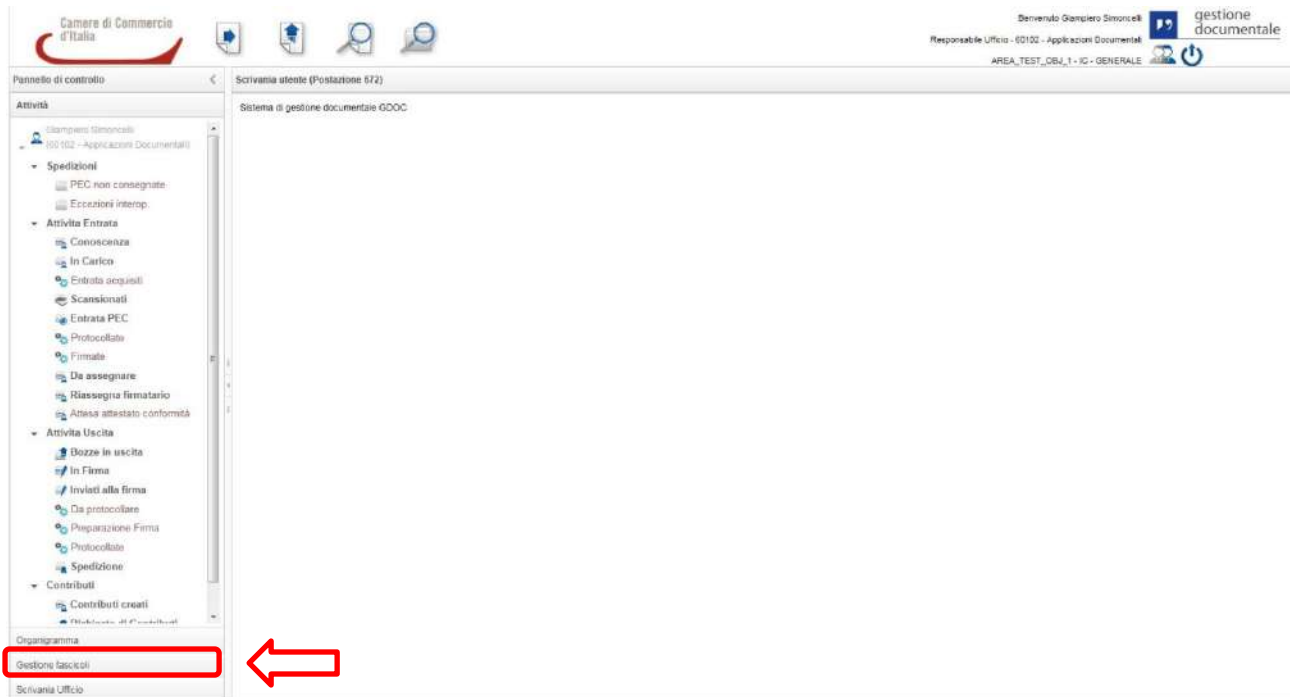 Camere di Commercio
d'Italia
Benvenuto Giampiero Simoncelli
Responsabile Ufficio - 60102 - Applicazioni Documentali
AREA_TEST_OBJ_1 - IC - GENERALE
gestione
documentale
Pannello di controllo
Scrivania utente (Postazione 672)
Attività
Sistema di gestione documentale GDOC
Giampiero Simoncelli
(60102 - Applicazioni Documentali)
Spedizioni
PEC non consegnate
Eccezioni interop.
Attivita Entrata
Conoscenza
In Carico
Entrata acquisiti
Scansionati
Entrata PEC
Protocollate
Firmate
Da assegnare
Riassegna firmatario
Attesa attestato conformità
Attivita Uscita
Bozze in uscita
In Firma
Inviati alla firma
Da protocollare
Preparazione Firma
Protocollate
Spedizione
Contributi
Contributi creati
Organigramma
Gestione fascicoli
Scrivania Ufficio